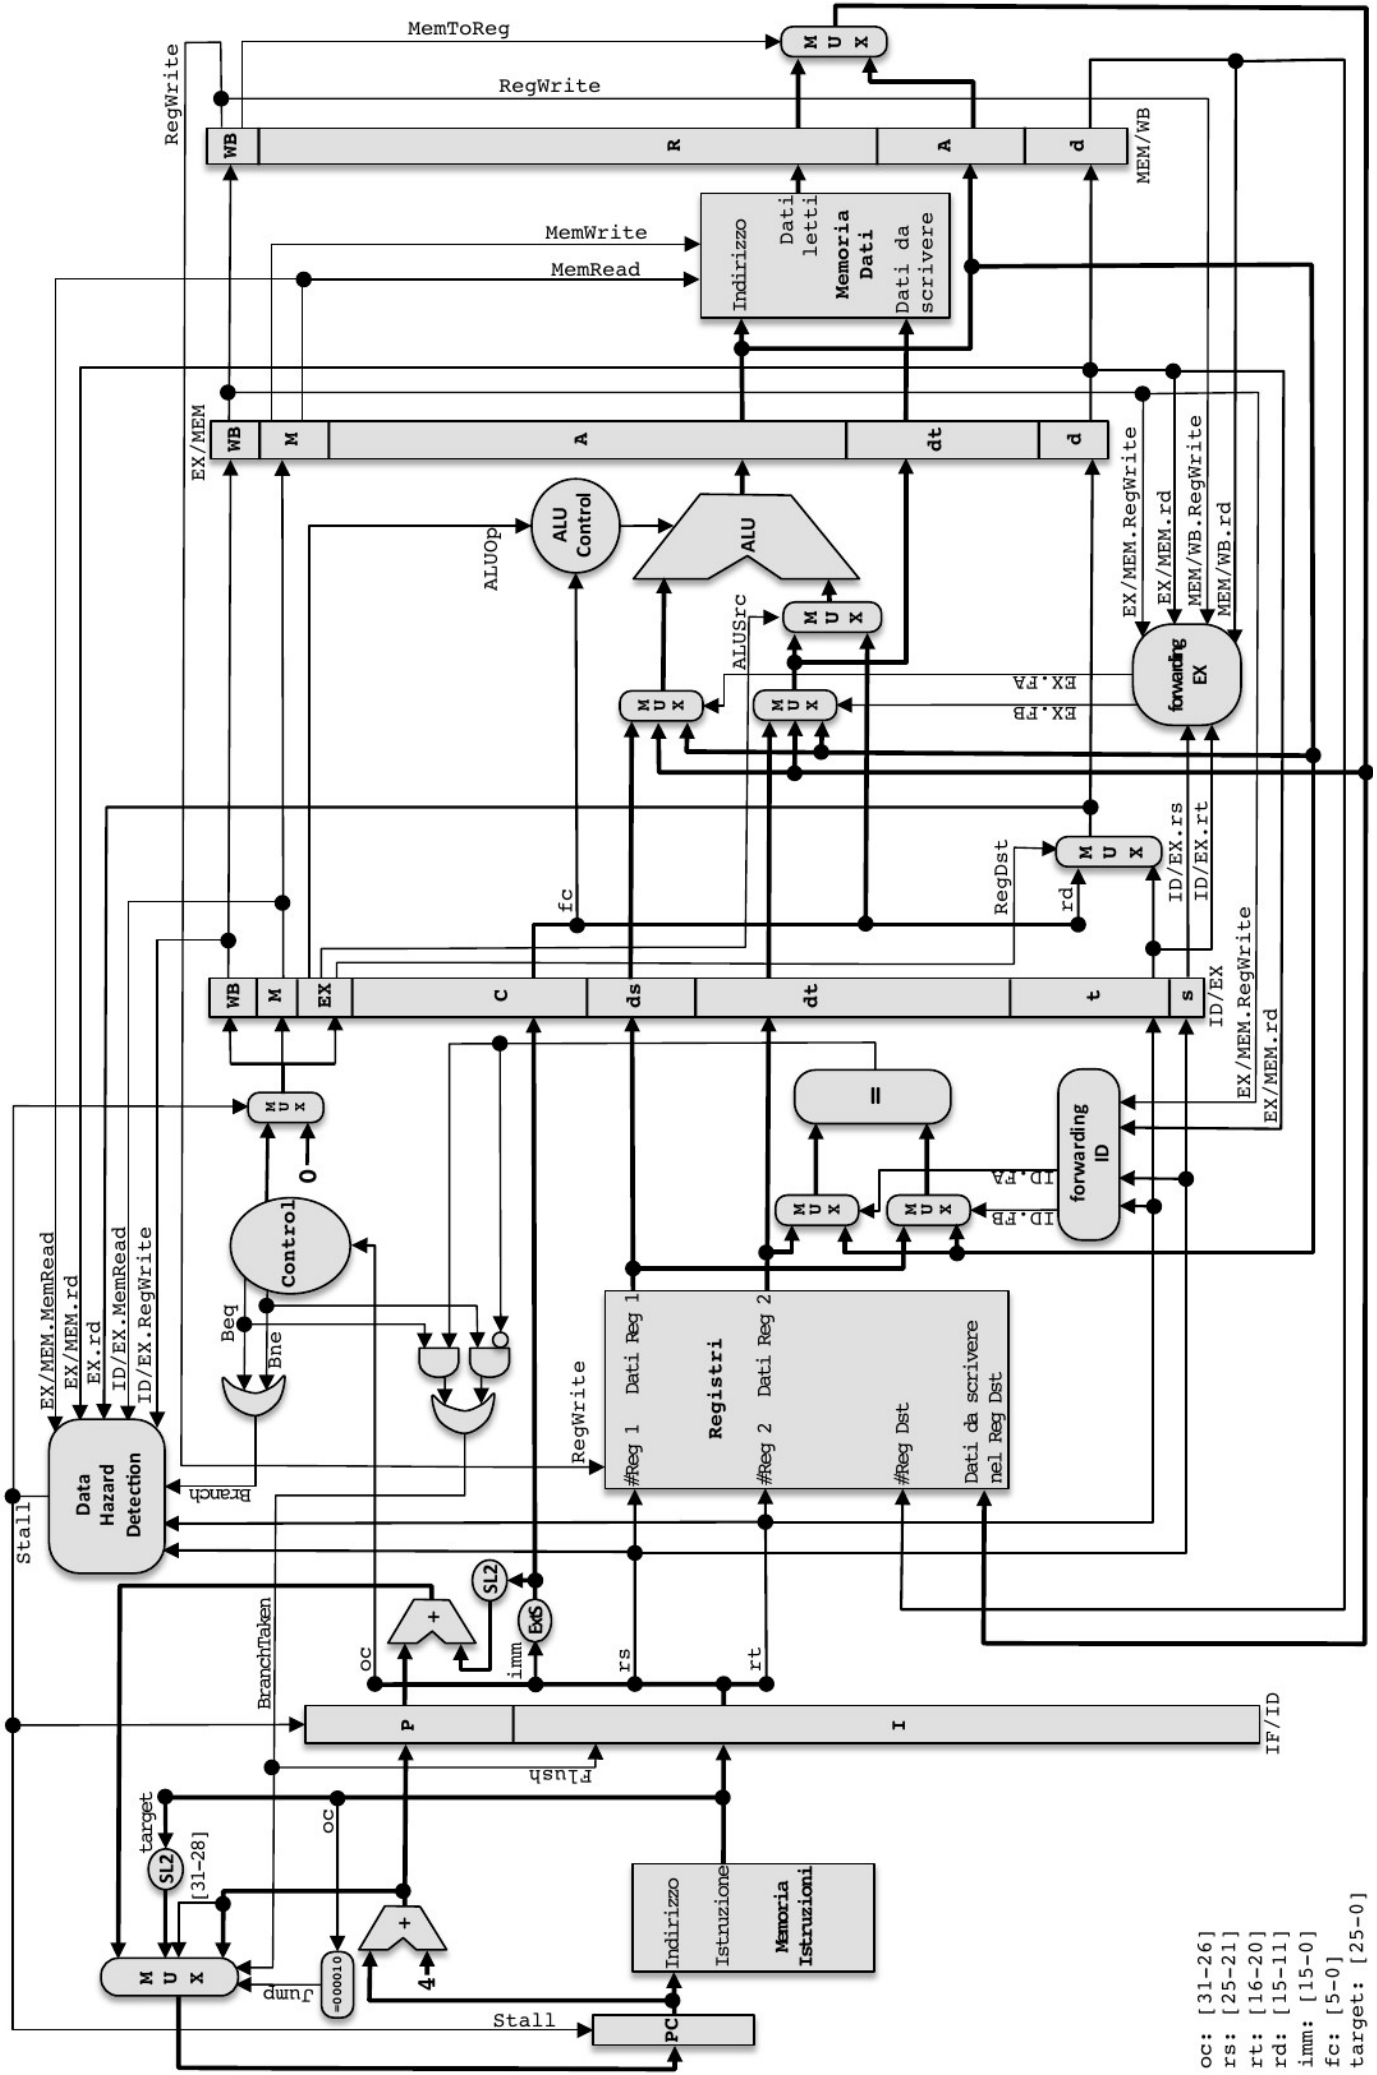 Stall
PC
M
U
X
Jump
=000010
4
+
Indirizzo
Istruzione
Memoria
Istruzioni
target
SL2
[31-28]
oc
Flush
P
I
IF/ID
BranchTaken
oc
imm
rs
rt
+
SL2
ExtS
Stall
Data
Hazard
Detection
EX/MEM.MemRead
EX/MEM.rd
EX.rd
ID/EX.MemRead
ID/EX.RegWrite
Branch
Beq
Bne
Control
0
M
U
X
RegWrite
#Reg 1
Dati Reg 1
Registri
#Reg 2
Dati Reg 2
#Reg Dst
Dati da scrivere
nel Reg Dst
M
U
X
M
U
X
=
ID.FA
ID.FB
forwarding
ID
EX/MEM.RegWrite
EX/MEM.rd
WB
M
EX
C
ds
dt
t
s
ID/EX
fc
RegDst
rd
M
U
X
ID/EX.rs
ID/EX.rt
M
U
X
M
U
X
ALUSrc
M
U
X
EX.FA
EX.FB
forwarding
EX
EX/MEM.RegWrite
EX/MEM.rd
MEM/WB.RegWrite
MEM/WB.rd
ALUOp
ALU
Control
ALU
EX/MEM
WB
M
A
dt
d
MemWrite
MemRead
Indirizzo
Dati
letti
Memoria
Dati
Dati da
scrivere
RegWrite
WB
R
A
d
MEM/WB
MemToReg
RegWrite
M
U
X
oc: [31-26]
rs: [25-21]
rt: [16-20]
rd: [15-11]
imm: [15-0]
fc: [5-0]
target: [25-0]